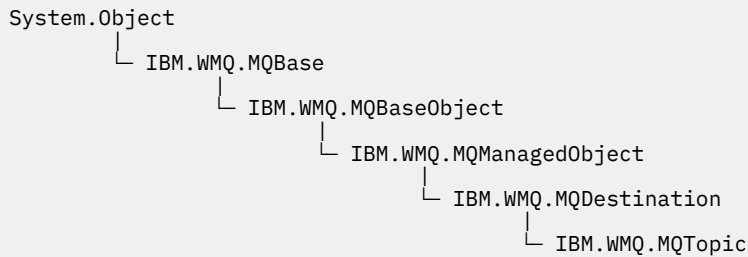 System.Object
IBM.WMQ.MQBase
IBM.WMQ.MQBaseObject
IBM.WMQ.MQManagedObject
IBM.WMQ.MQDestination
IBM.WMQ.MQTopic